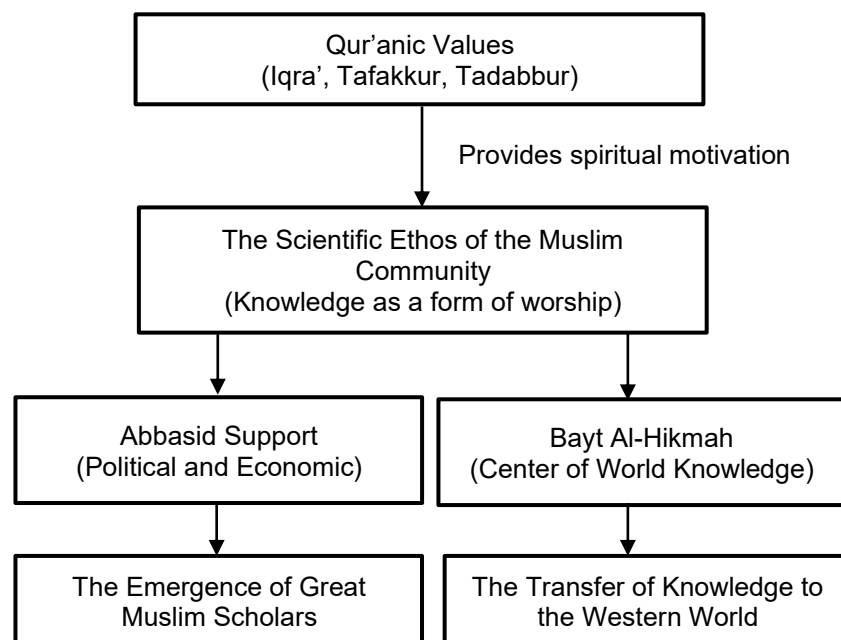 Qur’anic Values
(Iqra’, Tafakkur, Tadabbur)
Provides spiritual motivation
The Scientific Ethos of the Muslim
Community
(Knowledge as a form of worship)
Abbasid Support
(Political and Economic)
Bayt Al-Hikmah
(Center of World Knowledge)
The Emergence of Great
Muslim Scholars
The Transfer of Knowledge to
the Western World